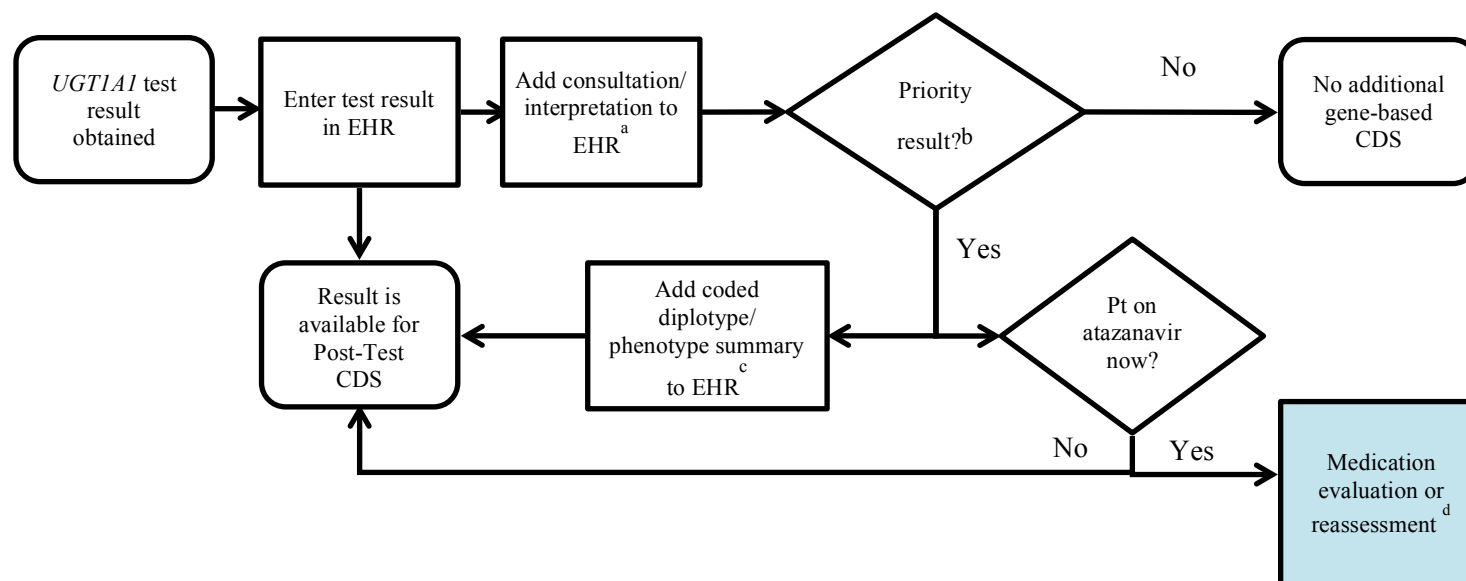 UGT1A1 test
result
obtained
Enter test result
in EHR
Add consultation/
interpretation to
EHR a
Priority
result?b
No
No additional
gene-based
CDS
Yes
Result is
available for
Post-Test
CDS
Add coded
diplotype/
phenotype summary
to EHR c
Pt on
atazanavir
now?
No
Yes
Medication
evaluation or
reassessment d